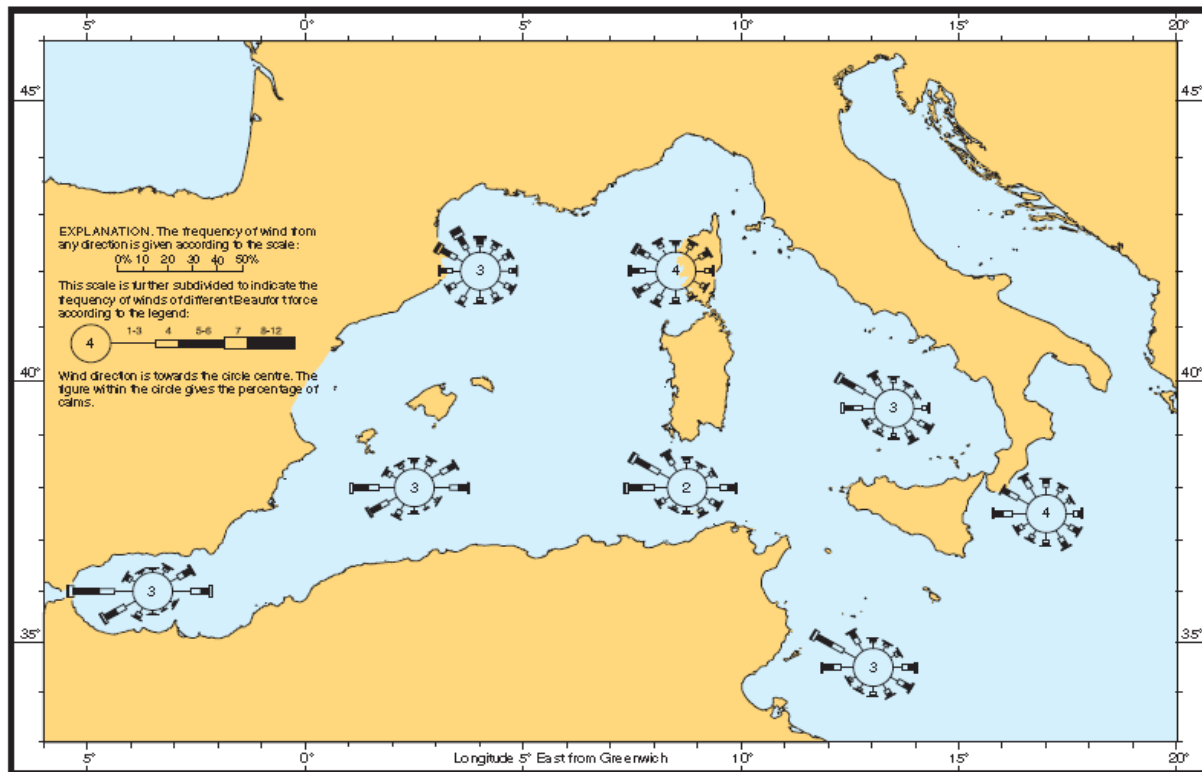 5° 0° 5° 10° 15° 20°
45° 45°
EXPLANATION. The frequency of wind from
any direction is given according to the scale:
0% 10 20 30 40 50%
This scale is further subdivided to indicate the
frequency of winds of different Beaufort force
according to the legend:
1-3 4 5-6 7 8-12
4
Wind direction is towards the circle centre. The
figure within the circle gives the percentage of
calms.
3 4
40° 40°
3
3 2
4
3
35° 35°
3
5° 0° Longitude 5° East from Greenwich 10° 15° 20°